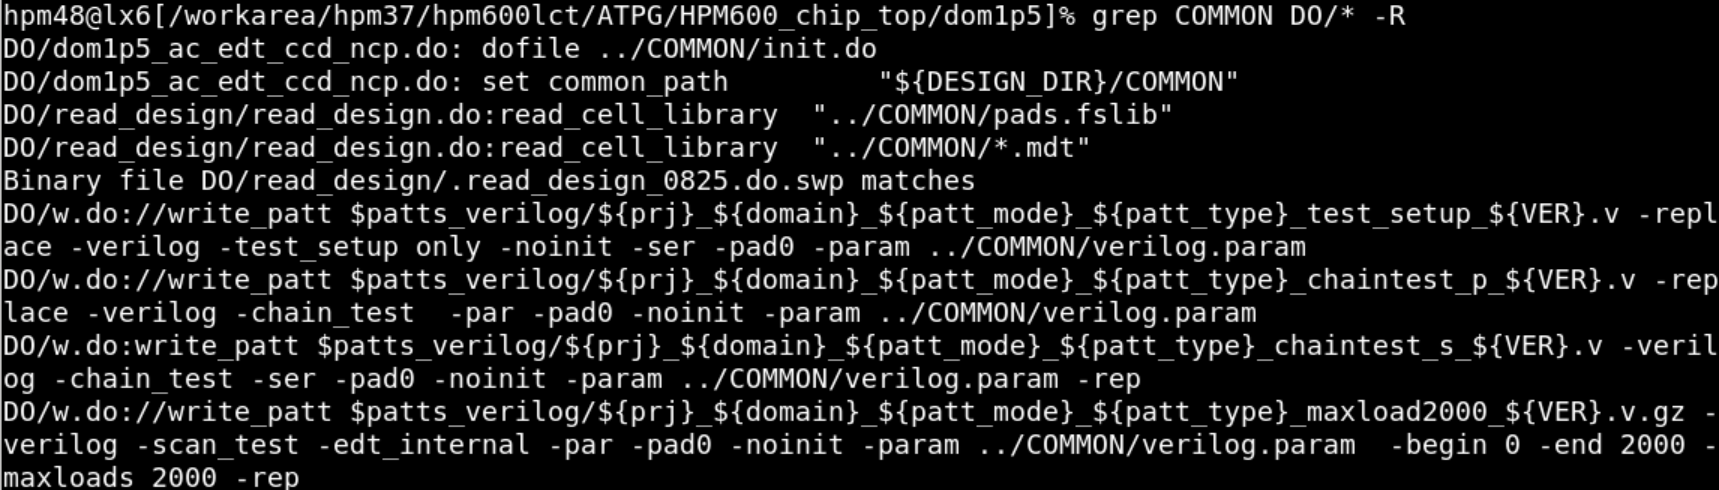 hpm48@lx6[/workarea/hpm37/hpm600lct/ATPG/HPM600_chip_top/dom1p5]% grep COMMON DO/* -R
DO/dom1p5_ac_edt_ccd_ncp.do: dofile ../COMMON/init.do
DO/dom1p5_ac_edt_ccd_ncp.do: set common_path         "${DESIGN_DIR}/COMMON"
DO/read_design/read_design.do:read_cell_library  "../COMMON/pads.fslib"
DO/read_design/read_design.do:read_cell_library  "../COMMON/*.mdt"
Binary file DO/read_design/.read_design_0825.do.swp matches
DO/w.do://write_patt $patts_verilog/${prj}_${domain}_${patt_mode}_${patt_type}_test_setup_${VER}.v -repl
ace -verilog -test_setup only -noinit -ser -pad0 -param ../COMMON/verilog.param
DO/w.do://write_patt $patts_verilog/${prj}_${domain}_${patt_mode}_${patt_type}_chaintest_p_${VER}.v -rep
lace -verilog -chain_test  -par -pad0 -noinit -param ../COMMON/verilog.param
DO/w.do:write_patt $patts_verilog/${prj}_${domain}_${patt_mode}_${patt_type}_chaintest_s_${VER}.v -veril
og -chain_test -ser -pad0 -noinit -param ../COMMON/verilog.param -rep
DO/w.do://write_patt $patts_verilog/${prj}_${domain}_${patt_mode}_${patt_type}_maxload2000_${VER}.v.gz -
verilog -scan_test -edt_internal -par -pad0 -noinit -param ../COMMON/verilog.param  -begin 0 -end 2000 -
maxloads 2000 -rep